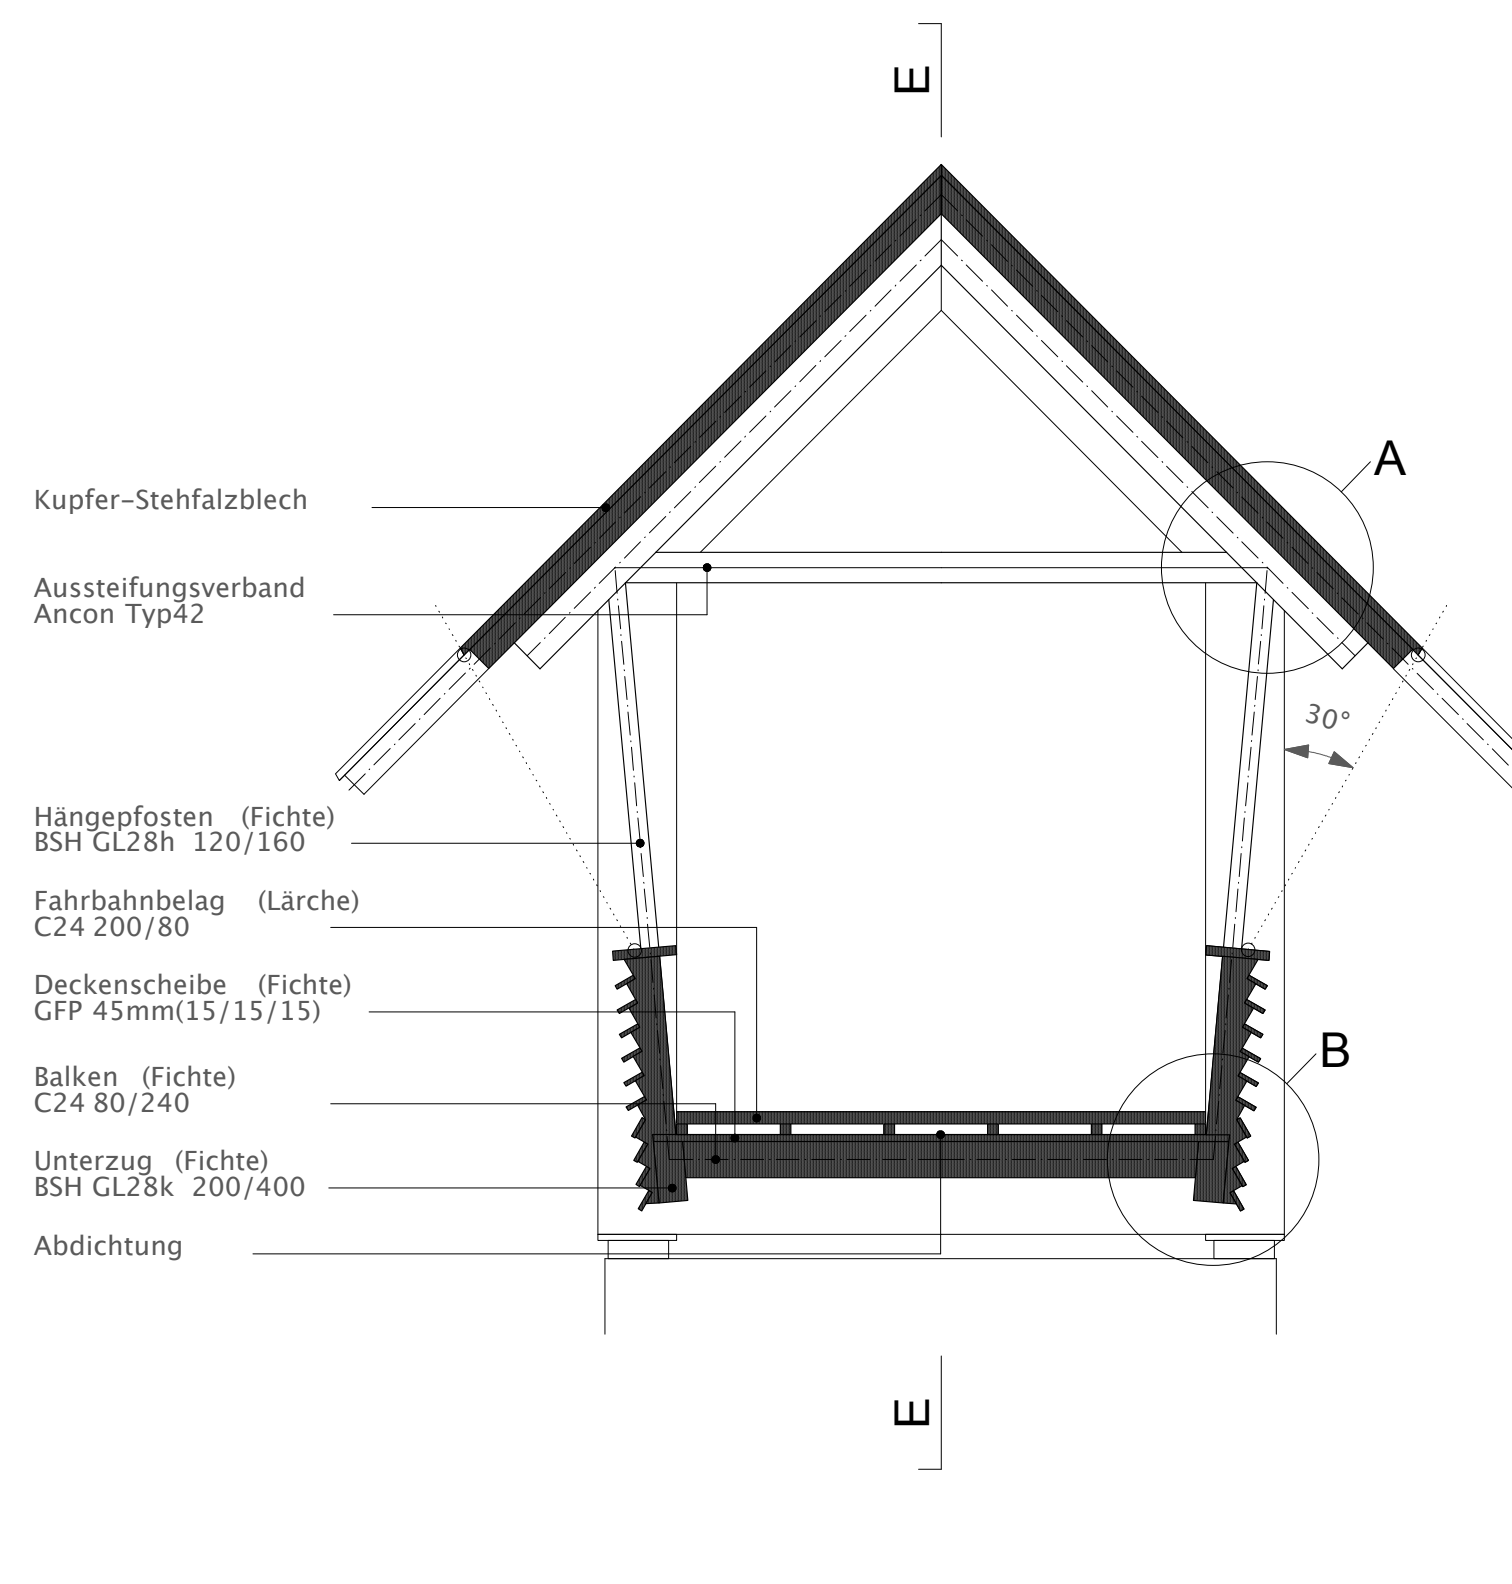 E
A
Kupfer-Stehfalzblech
Aussteifungsverband
Ancon Typ42
30°
Hängepfosten (Fichte)
BSH GL28h 120/160
Fahrbahnbelag (Lärche)
C24 200/80
Deckenscheibe (Fichte)
GFP 45mm(15/15/15)
B
Balken (Fichte)
C24 80/240
Unterzug (Fichte)
BSH GL28k 200/400
Abdichtung
E